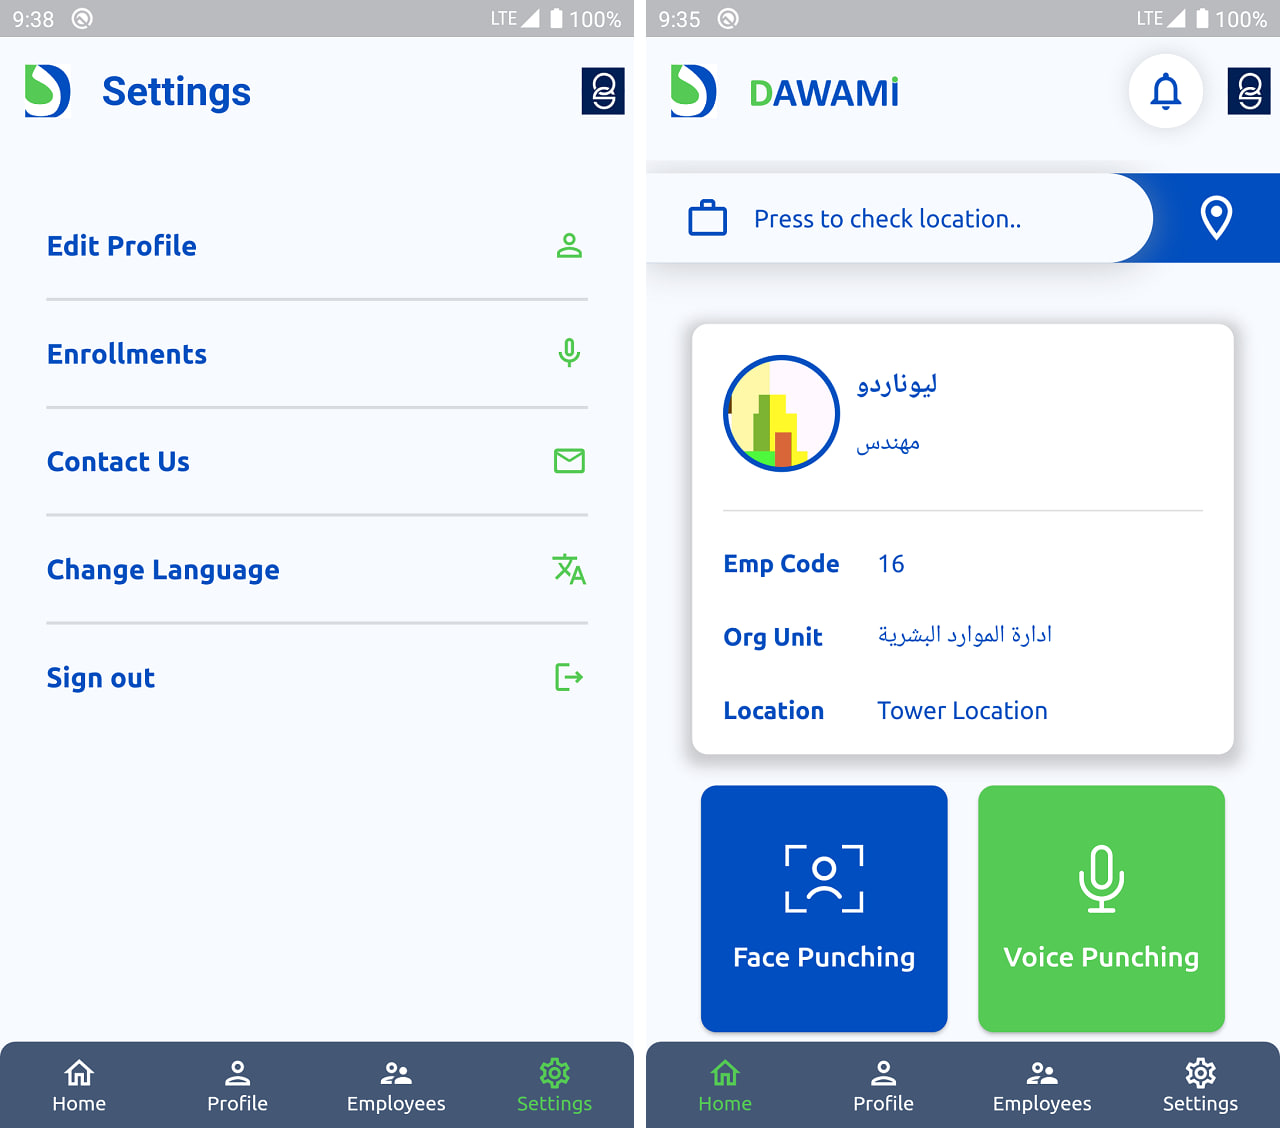 9:38 LTE 100%
Settings
Edit Profile
Enrollments
Contact Us
Change Language
Sign out
Home Profile Employees Settings
9:35 LTE 100%
DAWAMi
Press to check location..
ليوناردو
مهندس
Emp Code 16
Org Unit ادارة الموارد البشرية
Location Tower Location
Face Punching Voice Punching
Home Profile Employees Settings